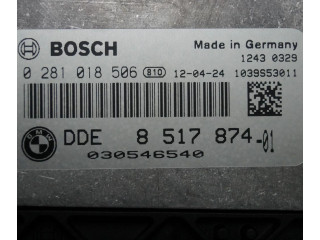 BOSCH
Made in Germany
1243 0329
0 281 018 506 810 12-04-24 1039S53011
BMW DDE 8 517 874-01
030546540